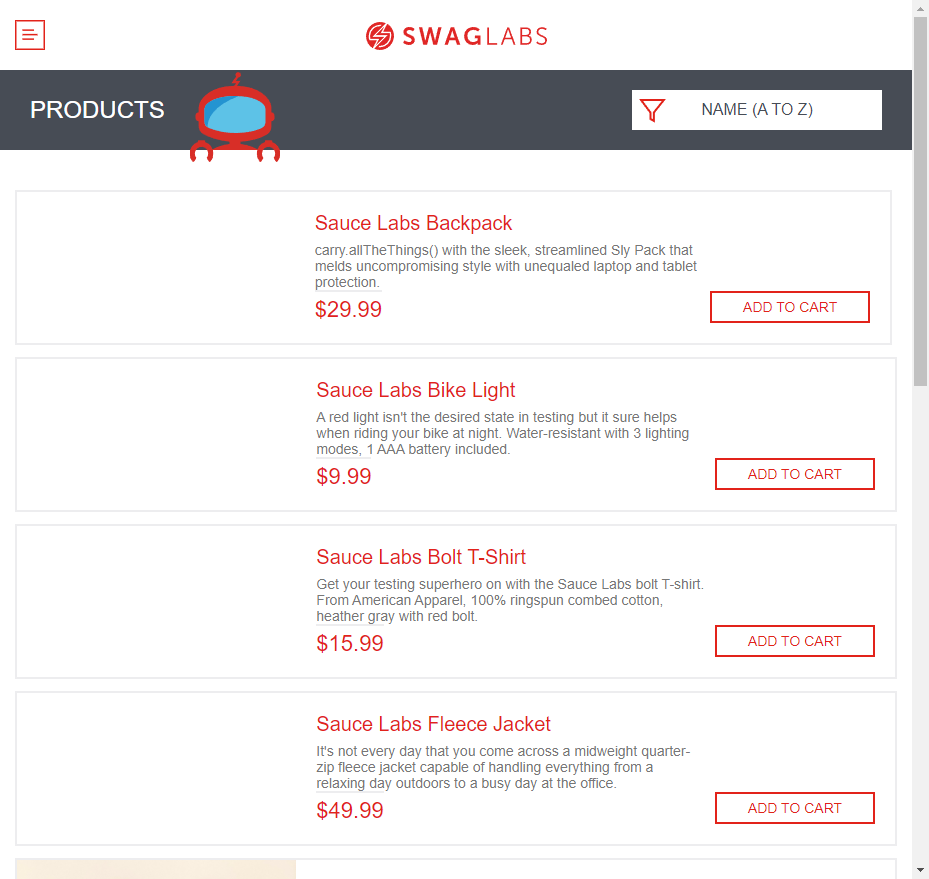 SWAGLABS
PRODUCTS
NAME (A TO Z)
Sauce Labs Backpack
carry.allTheThings() with the sleek, streamlined Sly Pack that
melds uncompromising style with unequaled laptop and tablet
protection.
$29.99
ADD TO CART
Sauce Labs Bike Light
A red light isn't the desired state in testing but it sure helps
when riding your bike at night. Water-resistant with 3 lighting
modes, 1 AAA battery included.
$9.99
ADD TO CART
Sauce Labs Bolt T-Shirt
Get your testing superhero on with the Sauce Labs bolt T-shirt.
From American Apparel, 100% ringspun combed cotton,
heather gray with red bolt.
$15.99
ADD TO CART
Sauce Labs Fleece Jacket
It's not every day that you come across a midweight quarter-
zip fleece jacket capable of handling everything from a
relaxing day outdoors to a busy day at the office.
$49.99
ADD TO CART